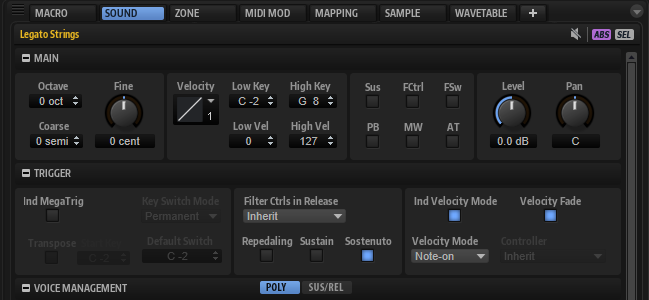 MACRO SOUND ZONE MIDI MOD MAPPING SAMPLE WAVETABLE +
Legato Strings ABS SEL
MAIN
Octave Fine Velocity Low Key High Key Sus FCtrl FSw Level Pan
0 oct C -2 G 8
1
Coarse Low Vel High Vel PB MW AT
0 semi 0 cent 0 127 0.0 dB C
TRIGGER
Ind MegaTrig Key Switch Mode Filter Ctrls in Release Ind Velocity Mode Velocity Fade
Permanent Inherit
Transpose Default Switch Repedaling Sustain Sostenuto Velocity Mode Controller
C -2 C -2 Note-on Inherit
VOICE MANAGEMENT POLY SUS/REL